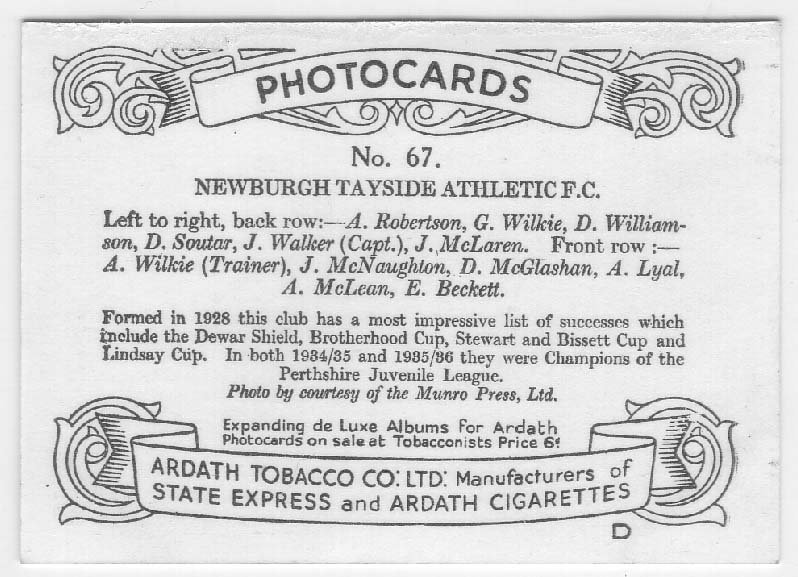 PHOTOCARDS
No. 67.
NEWBURGH TAYSIDE ATHLETIC F.C.
Left to right, back row:—A. Robertson, G. Wilkie, D. William-
son, D. Soutar, J. Walker (Capt.), J. McLaren. Front row :—
A. Wilkie (Trainer), J. McNaughton, D. McGlashan, A. Lyal,
A. McLean, E. Beckett.
Formed in 1928 this club has a most impressive list of successes which
include the Dewar Shield, Brotherhood Cup, Stewart and Bissett Cup and
Lindsay Cup. In both 1934/35 and 1935/36 they were Champions of the
Perthshire Juvenile League.
Photo by courtesy of the Munro Press, Ltd.
Expanding de Luxe Albums for Ardath
Photocards on sale at Tobacconists Price 6ᵈ
ARDATH TOBACCO CO: LTD: Manufacturers of
STATE EXPRESS and ARDATH CIGARETTES
D